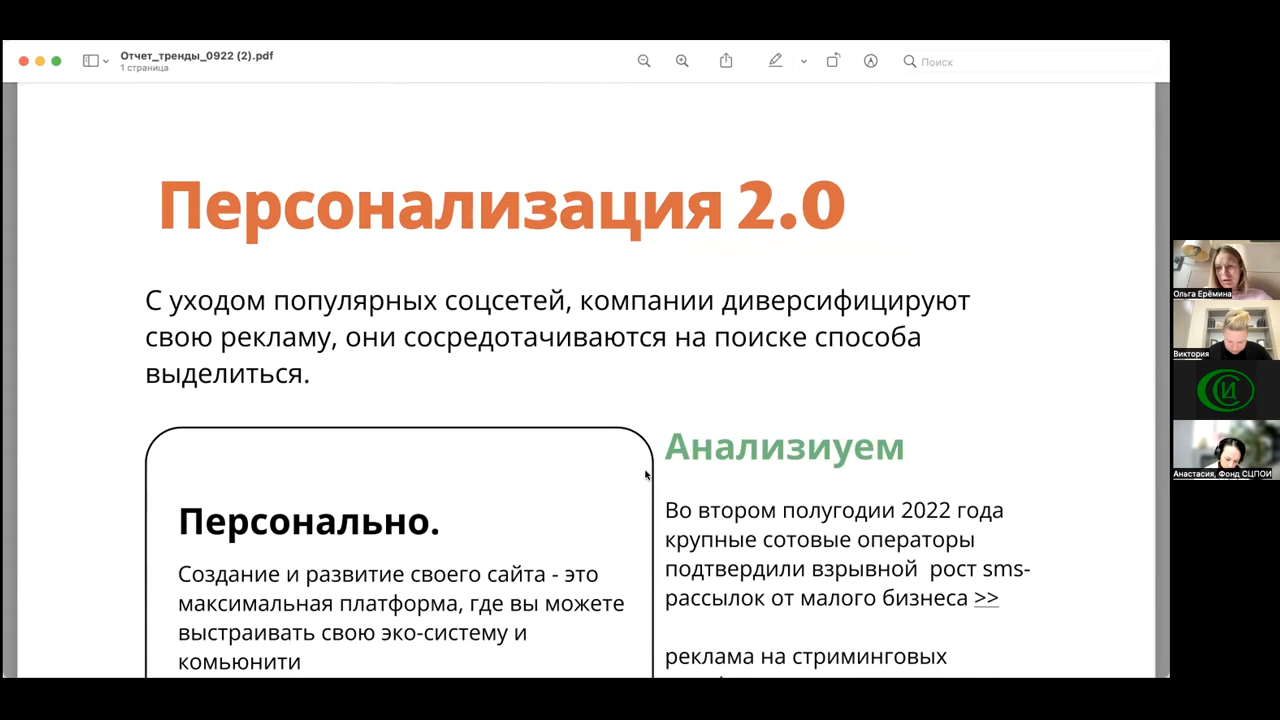 Отчет_тренды_0922 (2).pdf
1 страница
Поиск
Персонализация 2.0
С уходом популярных соцсетей, компании диверсифицируют
свою рекламу, они сосредотачиваются на поиске способа
выделиться.
Персонально.
Создание и развитие своего сайта - это
максимальная платформа, где вы можете
выстраивать свою эко-систему и
комьюнити
Анализиуем
Во втором полугодии 2022 года
крупные сотовые операторы
подтвердили взрывной  рост sms-
рассылок от малого бизнеса >>
реклама на стриминговых
Ольга Ерёмина
Виктория
Анастасия, Фонд СЦПОИ